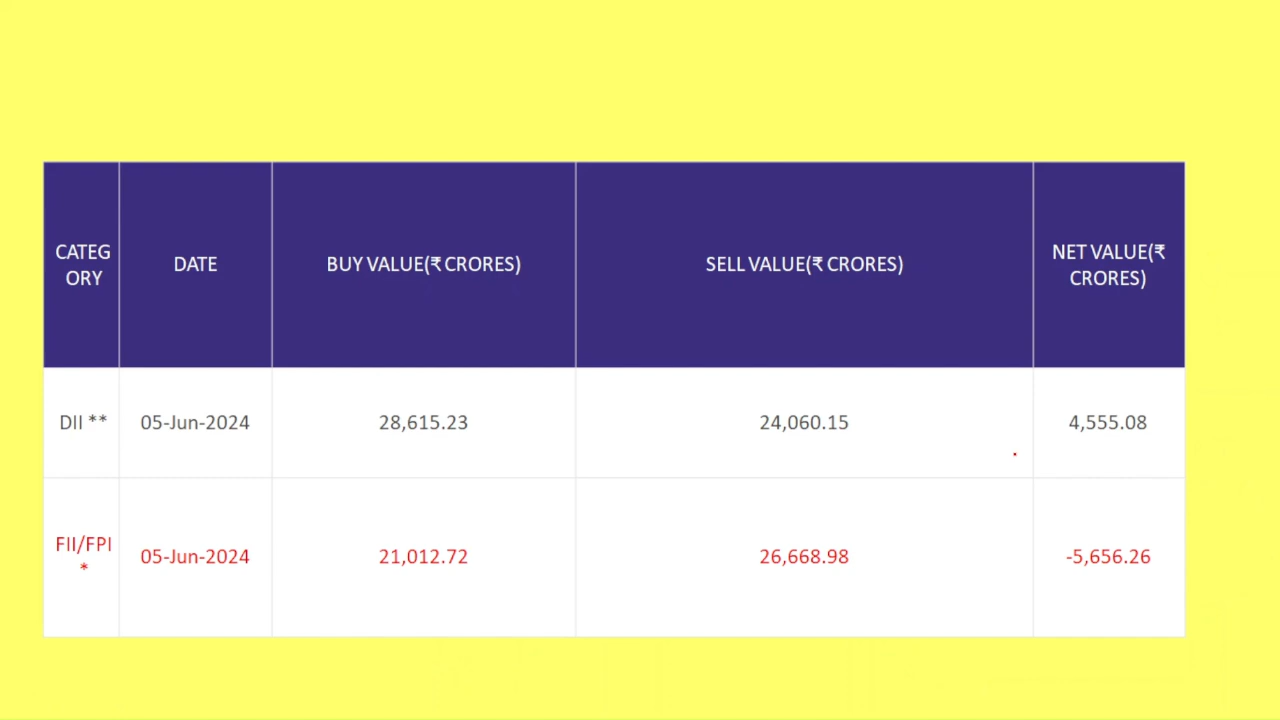 CATEG
ORY
DATE
BUY VALUE(₹ CRORES)
SELL VALUE(₹ CRORES)
NET VALUE(₹
CRORES)
DII **
05-Jun-2024
28,615.23
24,060.15
4,555.08
FII/FPI
*
05-Jun-2024
21,012.72
26,668.98
-5,656.26